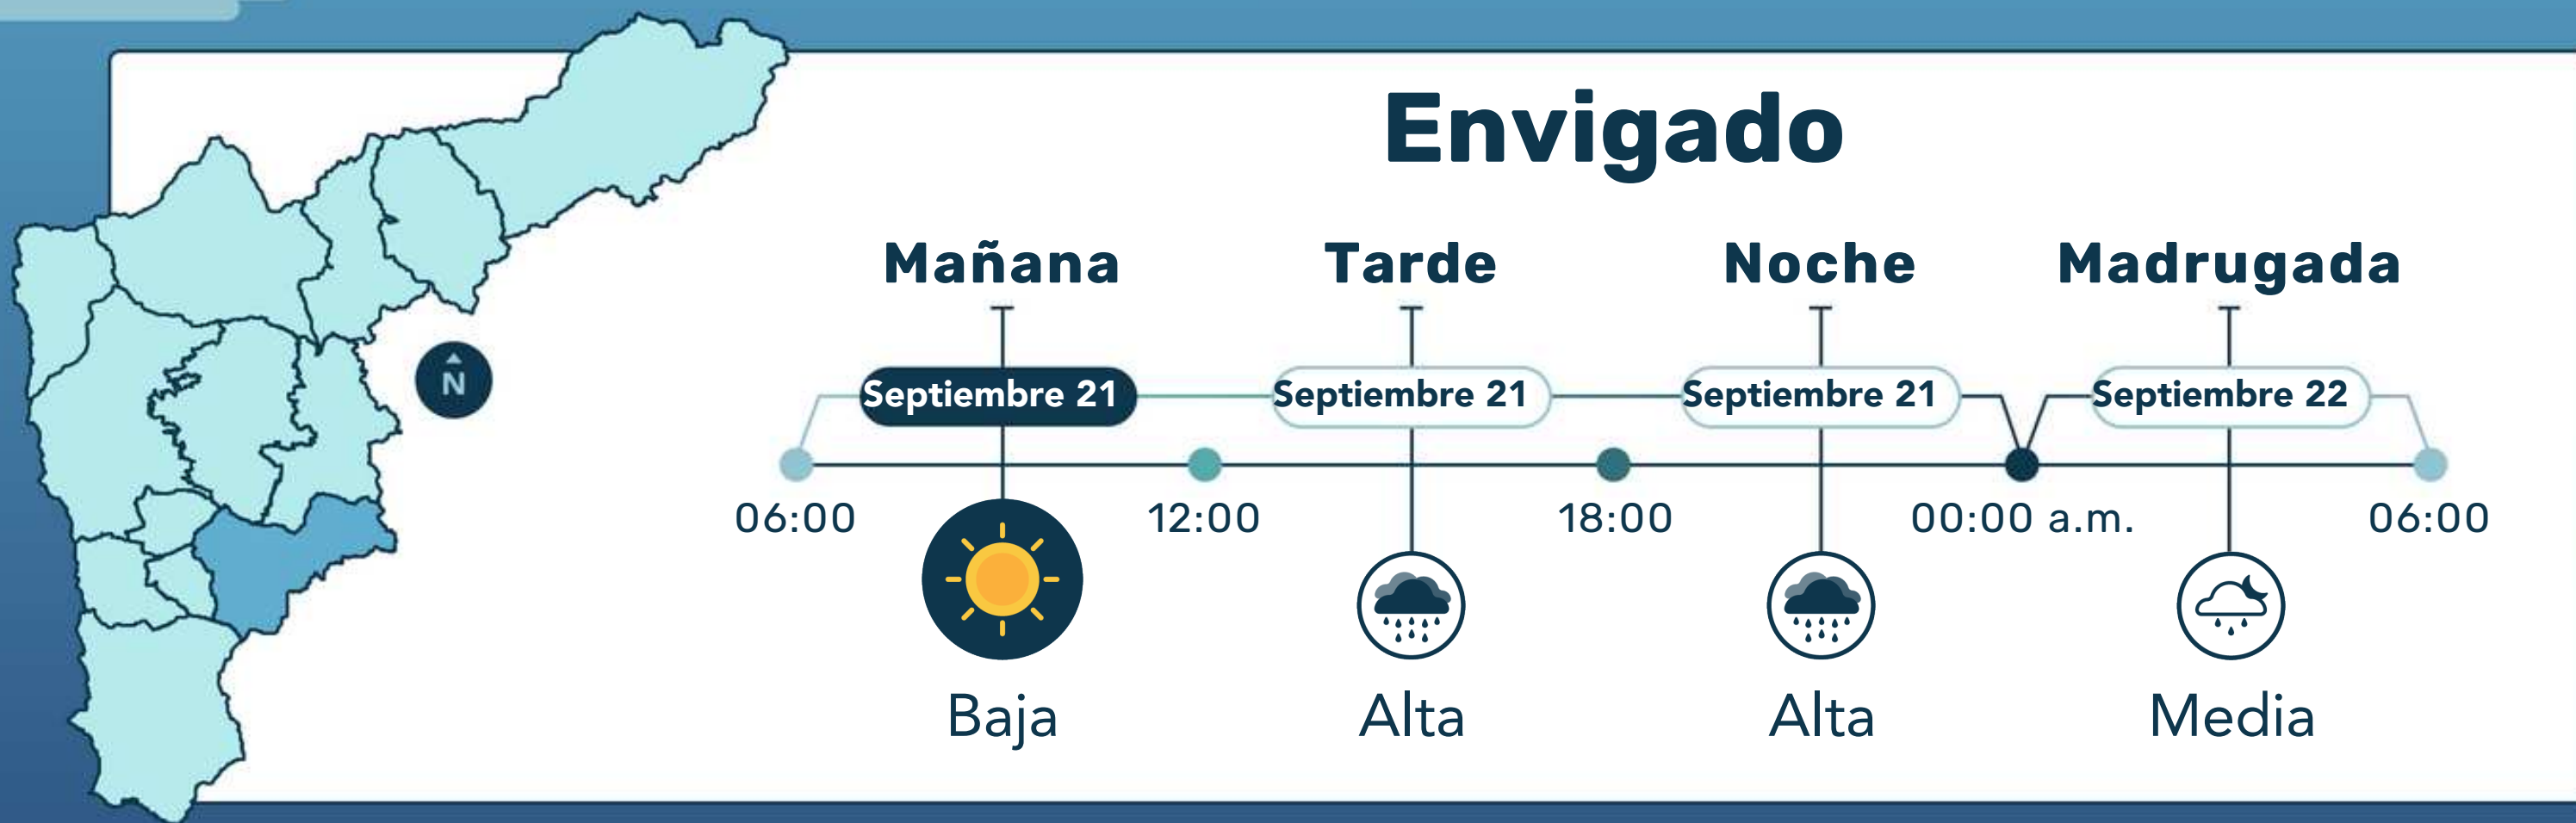 Envigado
Mañana Tarde Noche Madrugada
N
Septiembre 21 Septiembre 21 Septiembre 21 Septiembre 22
06:00 12:00 18:00 00:00 a.m. 06:00
Baja Alta Alta Media